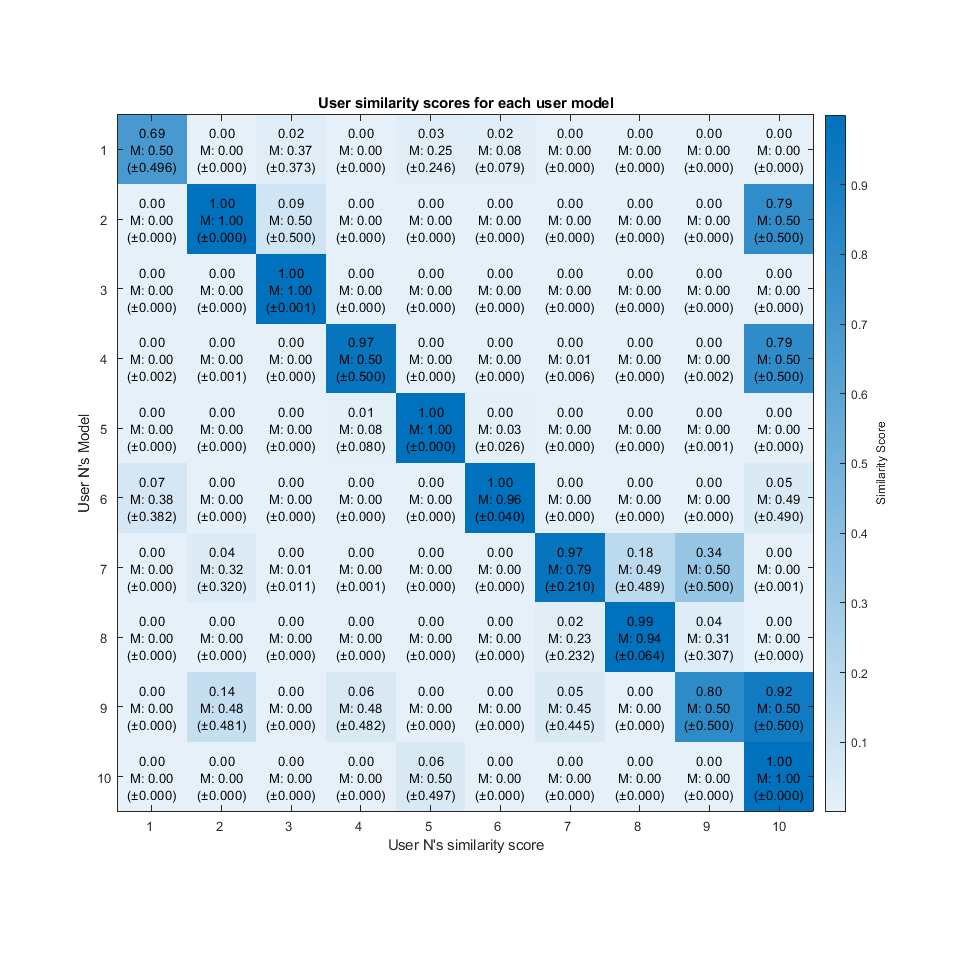 User similarity scores for each user model
0.69 0.00 0.02 0.00 0.03 0.02 0.00 0.00 0.00 0.00
1 M: 0.50 M: 0.00 M: 0.37 M: 0.00 M: 0.25 M: 0.08 M: 0.00 M: 0.00 M: 0.00 M: 0.00
(±0.496) (±0.000) (±0.373) (±0.000) (±0.246) (±0.079) (±0.000) (±0.000) (±0.000) (±0.000)
0.00 1.00 0.09 0.00 0.00 0.00 0.00 0.00 0.00 0.79
2 M: 0.00 M: 1.00 M: 0.50 M: 0.00 M: 0.00 M: 0.00 M: 0.00 M: 0.00 M: 0.00 M: 0.50
(±0.000) (±0.000) (±0.500) (±0.000) (±0.000) (±0.000) (±0.000) (±0.000) (±0.000) (±0.500)
0.00 0.00 1.00 0.00 0.00 0.00 0.00 0.00 0.00 0.00
3 M: 0.00 M: 0.00 M: 1.00 M: 0.00 M: 0.00 M: 0.00 M: 0.00 M: 0.00 M: 0.00 M: 0.00
(±0.000) (±0.000) (±0.001) (±0.000) (±0.000) (±0.000) (±0.000) (±0.000) (±0.000) (±0.000)
0.00 0.00 0.00 0.97 0.00 0.00 0.00 0.00 0.00 0.79
4 M: 0.00 M: 0.00 M: 0.00 M: 0.50 M: 0.00 M: 0.00 M: 0.01 M: 0.00 M: 0.00 M: 0.50
(±0.002) (±0.001) (±0.000) (±0.500) (±0.000) (±0.000) (±0.006) (±0.000) (±0.002) (±0.500)
0.00 0.00 0.00 0.01 1.00 0.00 0.00 0.00 0.00 0.00
5 M: 0.00 M: 0.00 M: 0.00 M: 0.08 M: 1.00 M: 0.03 M: 0.00 M: 0.00 M: 0.00 M: 0.00
(±0.000) (±0.000) (±0.000) (±0.080) (±0.000) (±0.026) (±0.000) (±0.000) (±0.001) (±0.000)
0.07 0.00 0.00 0.00 0.00 1.00 0.00 0.00 0.00 0.05
6 M: 0.38 M: 0.00 M: 0.00 M: 0.00 M: 0.00 M: 0.96 M: 0.00 M: 0.00 M: 0.00 M: 0.49
(±0.382) (±0.000) (±0.000) (±0.000) (±0.000) (±0.040) (±0.000) (±0.000) (±0.000) (±0.490)
0.00 0.04 0.00 0.00 0.00 0.00 0.97 0.18 0.34 0.00
7 M: 0.00 M: 0.32 M: 0.01 M: 0.00 M: 0.00 M: 0.00 M: 0.79 M: 0.49 M: 0.50 M: 0.00
(±0.000) (±0.320) (±0.011) (±0.001) (±0.000) (±0.000) (±0.210) (±0.489) (±0.500) (±0.001)
0.00 0.00 0.00 0.00 0.00 0.00 0.02 0.99 0.04 0.00
8 M: 0.00 M: 0.00 M: 0.00 M: 0.00 M: 0.00 M: 0.00 M: 0.23 M: 0.94 M: 0.31 M: 0.00
(±0.000) (±0.000) (±0.000) (±0.000) (±0.000) (±0.000) (±0.232) (±0.064) (±0.307) (±0.000)
0.00 0.14 0.00 0.06 0.00 0.00 0.05 0.00 0.80 0.92
9 M: 0.00 M: 0.48 M: 0.00 M: 0.48 M: 0.00 M: 0.00 M: 0.45 M: 0.00 M: 0.50 M: 0.50
(±0.000) (±0.481) (±0.000) (±0.482) (±0.000) (±0.000) (±0.445) (±0.000) (±0.500) (±0.500)
0.00 0.00 0.00 0.00 0.06 0.00 0.00 0.00 0.00 1.00
10 M: 0.00 M: 0.00 M: 0.00 M: 0.00 M: 0.50 M: 0.00 M: 0.00 M: 0.00 M: 0.00 M: 1.00
(±0.000) (±0.000) (±0.000) (±0.000) (±0.497) (±0.000) (±0.000) (±0.000) (±0.000) (±0.000)
1 2 3 4 5 6 7 8 9 10
User N's similarity score
User N's Model
0.9
0.8
0.7
0.6
0.5
0.4
0.3
0.2
0.1
Similarity Score